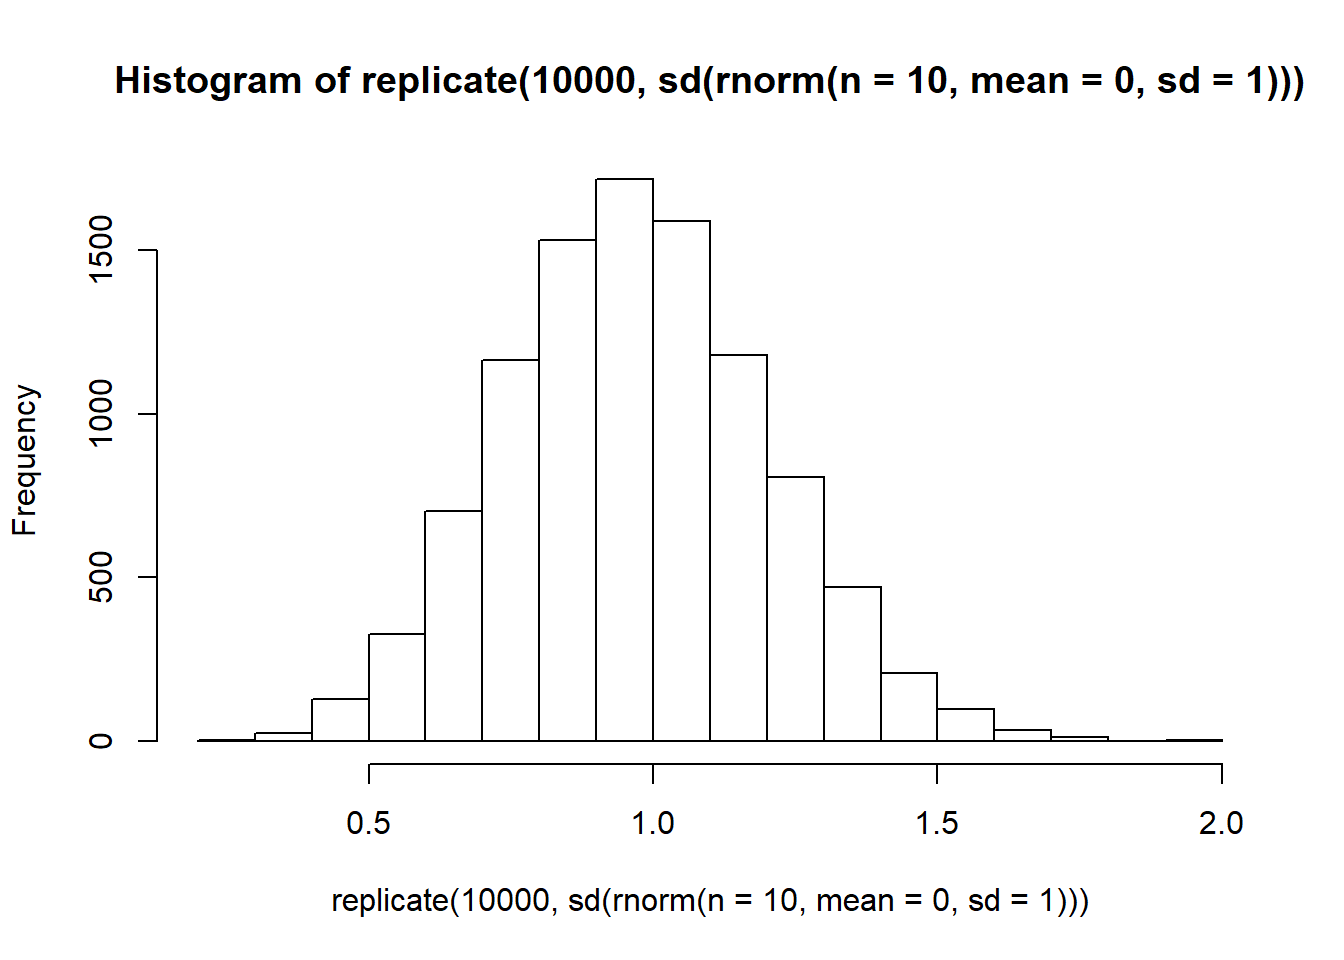 Histogram of replicate(10000, sd(rnorm(n = 10, mean = 0, sd = 1)))
Frequency
1500
1000
500
0
0.5 1.0 1.5 2.0
replicate(10000, sd(rnorm(n = 10, mean = 0, sd = 1)))